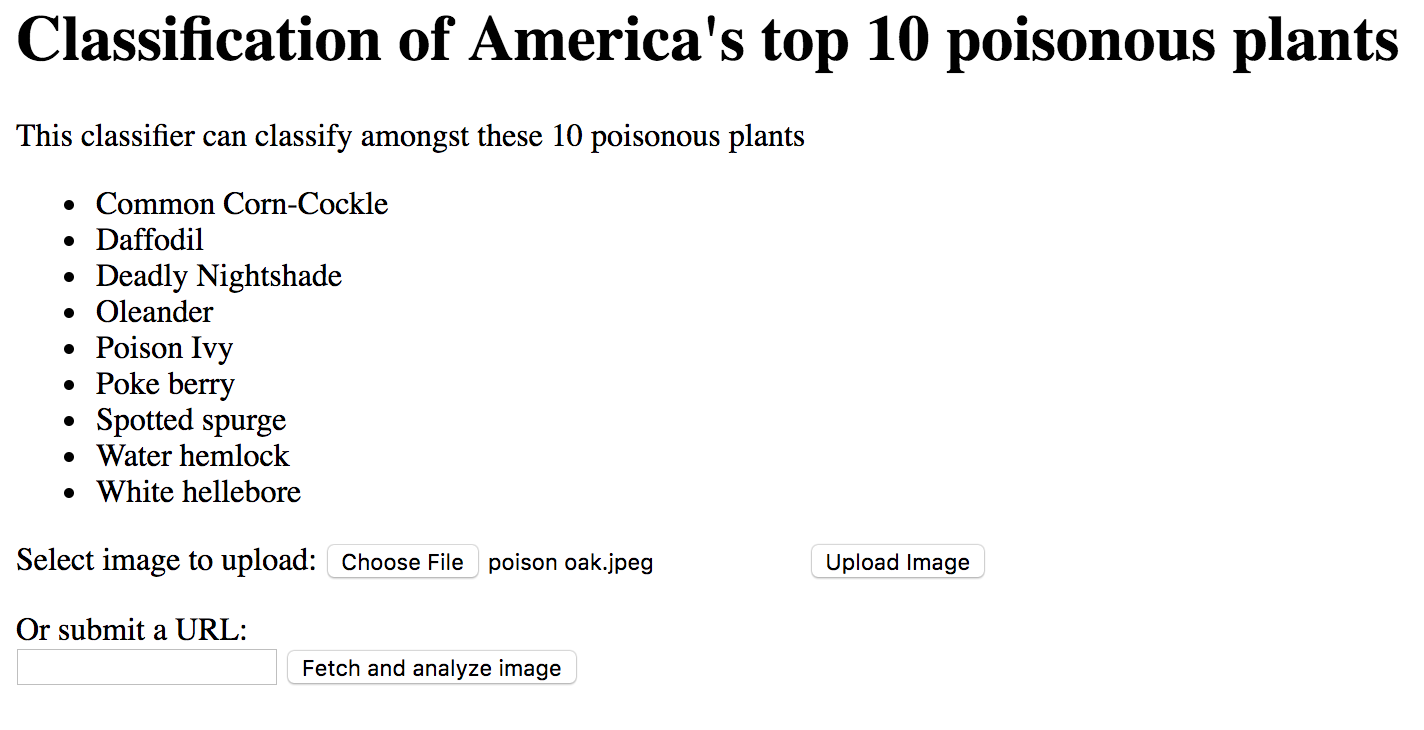 Classification of America's top 10 poisonous plants
This classifier can classify amongst these 10 poisonous plants
• Common Corn-Cockle
• Daffodil
• Deadly Nightshade
• Oleander
• Poison Ivy
• Poke berry
• Spotted spurge
• Water hemlock
• White hellebore
Select image to upload: Choose File poison oak.jpeg Upload Image
Or submit a URL:
Fetch and analyze image